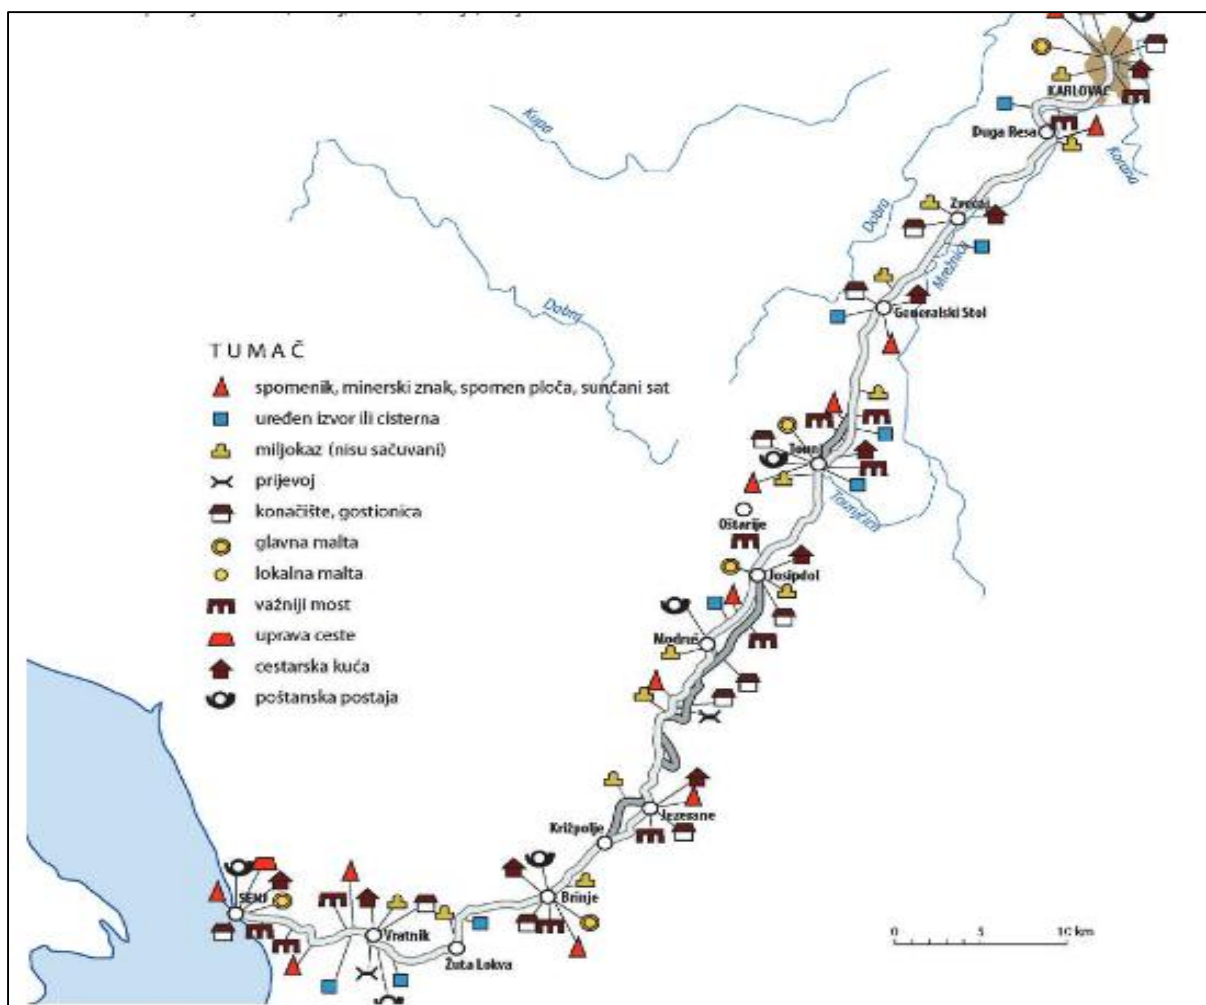 KARLOVAC
Duga Resa
Korana
Kupa
Dobra
Zvečaj
Mrežnica
Generalski Stol
Dobra
TUMAČ
spomenik, minerski znak, spomen ploča, sunčani sat
uređen izvor ili cisterna
miljokaz (nisu sačuvani)
prijevoj
konačište, gostionica
glavna malta
lokalna malta
važniji most
uprava ceste
cestarska kuća
poštanska postaja
Tounj
Oštarije
Josipdol
Modruš
Jezerane
Križpolje
Brinje
SENJ
Vratnik
Žuta Lokva
0 5 10 km